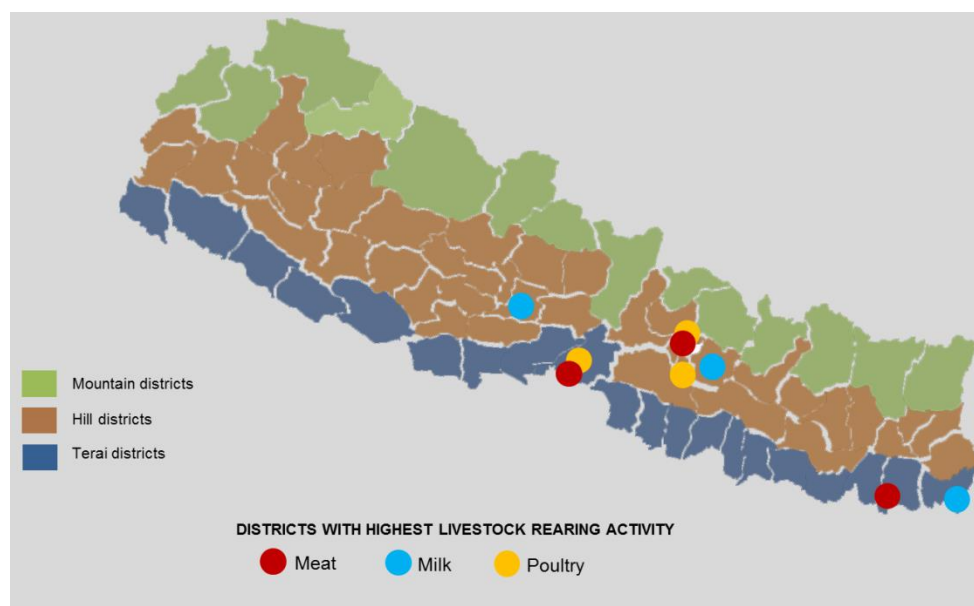 Mountain districts
Hill districts
Terai districts
DISTRICTS WITH HIGHEST LIVESTOCK REARING ACTIVITY
Meat Milk Poultry